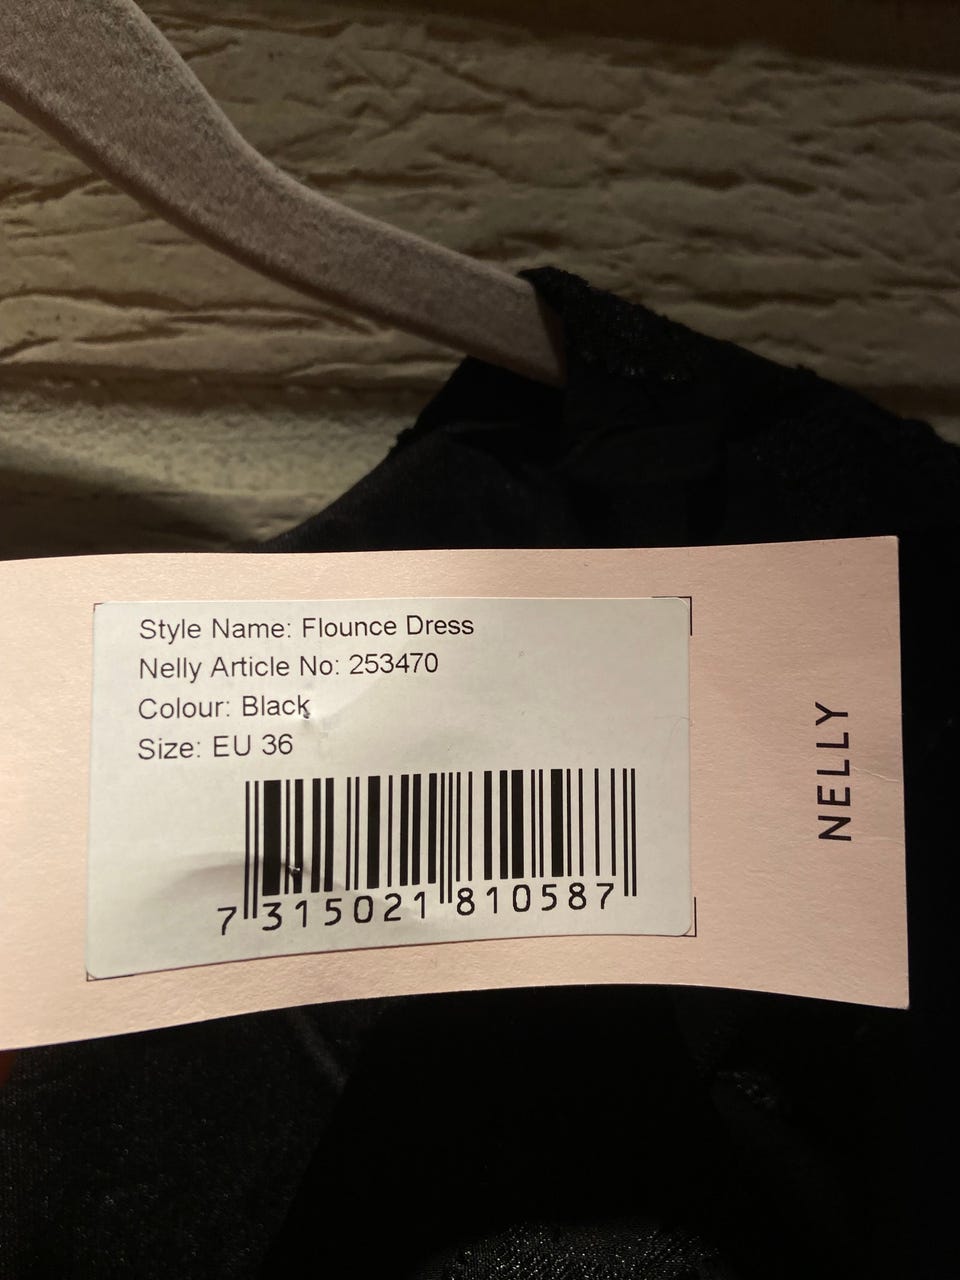 Style Name: Flounce Dress
Nelly Article No: 253470
Colour: Black
Size: EU 36
7 315021 810587
NELLY